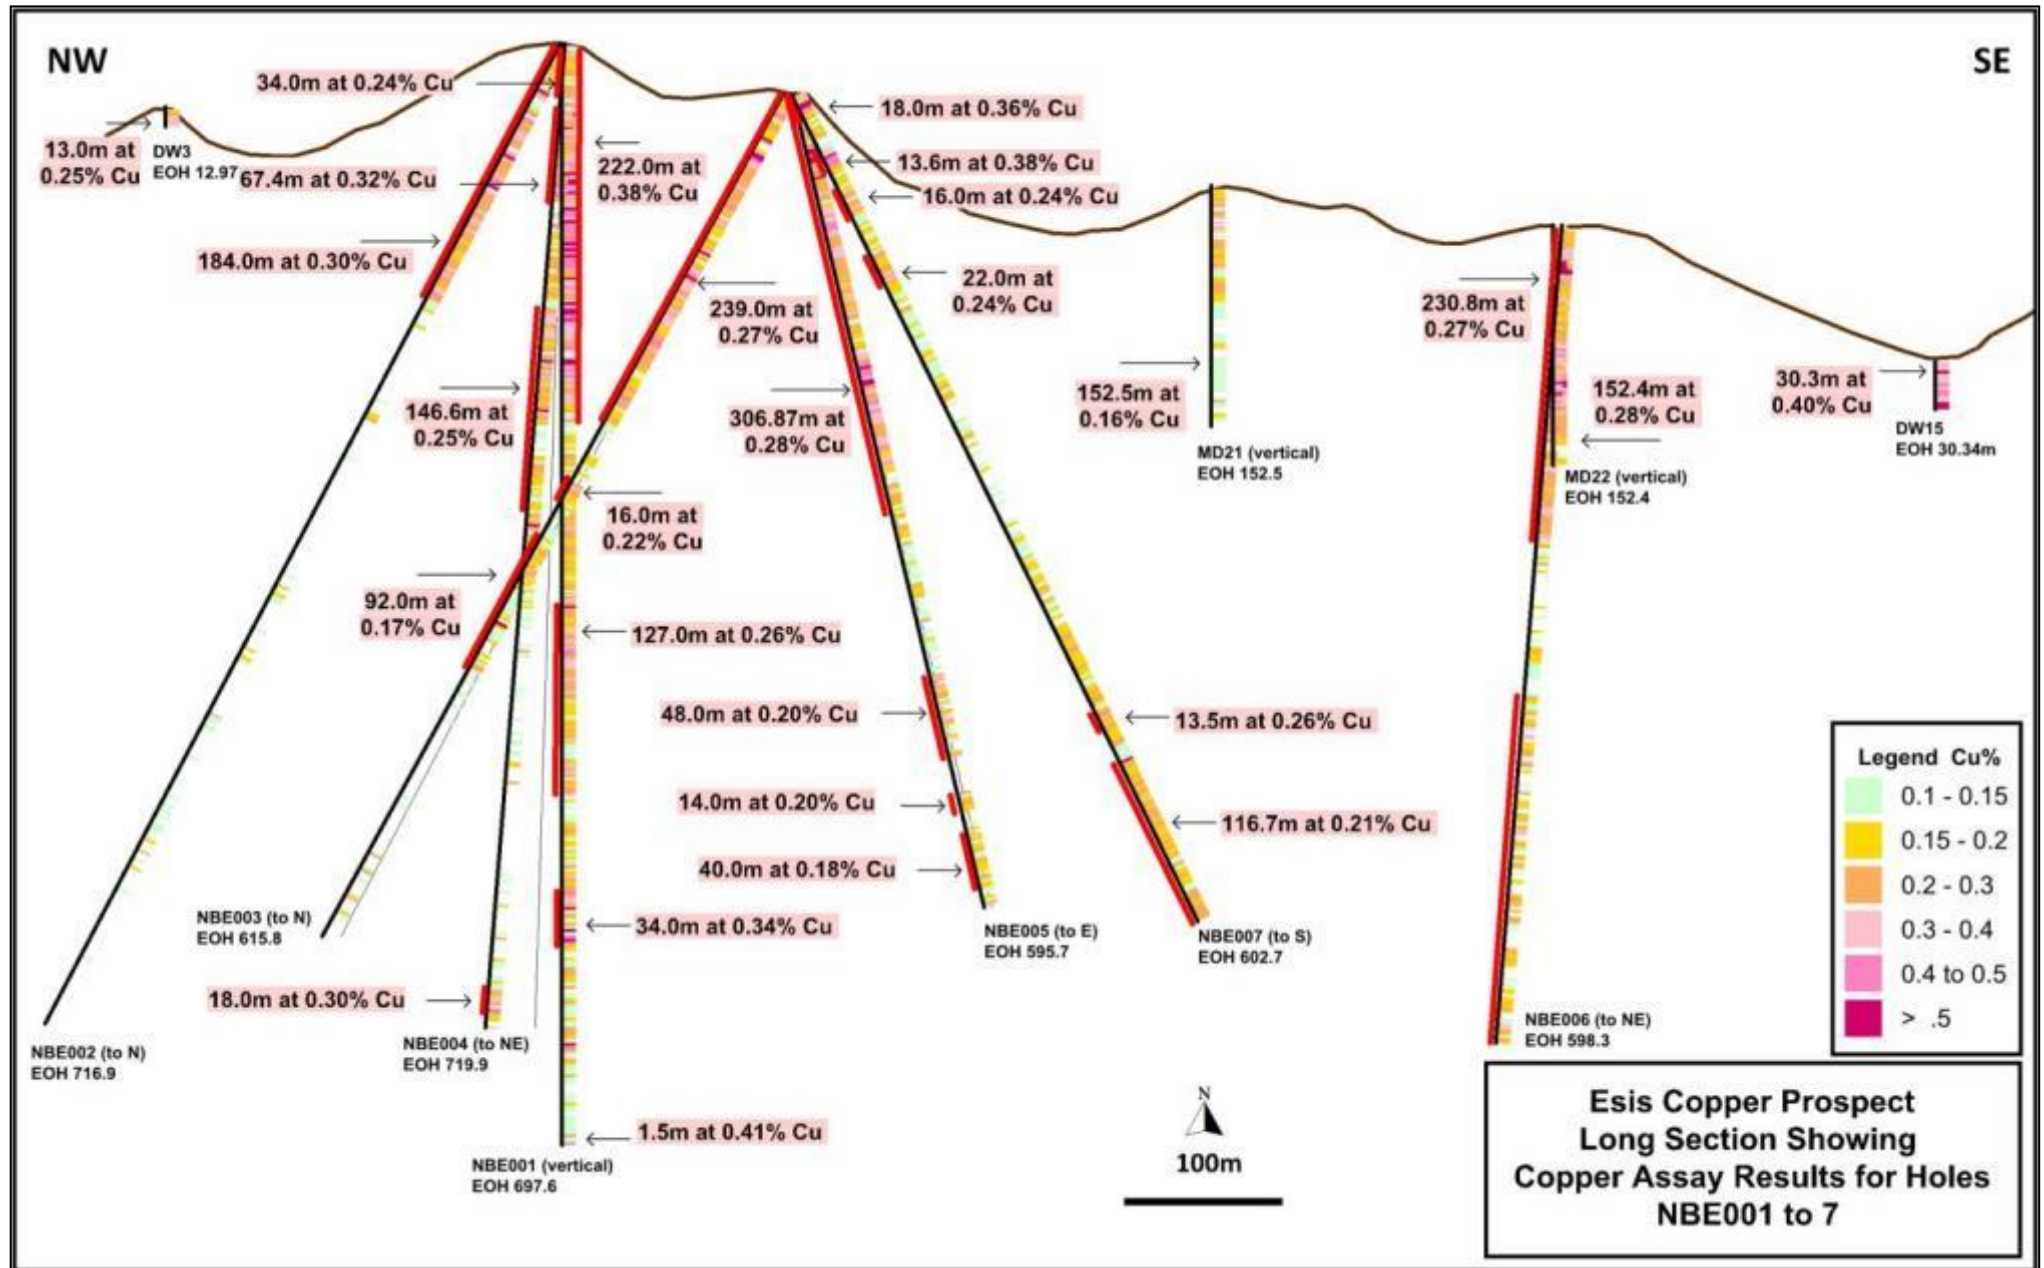 NW
SE
34.0m at 0.24% Cu
18.0m at 0.36% Cu
13.0m at
0.25% Cu
DW3
EOH 12.97
67.4m at 0.32% Cu
222.0m at
0.38% Cu
13.6m at 0.38% Cu
16.0m at 0.24% Cu
184.0m at 0.30% Cu
239.0m at
0.27% Cu
22.0m at
0.24% Cu
230.8m at
0.27% Cu
146.6m at
0.25% Cu
306.87m at
0.28% Cu
152.5m at
0.16% Cu
MD21 (vertical)
EOH 152.5
152.4m at
0.28% Cu
MD22 (vertical)
EOH 152.4
30.3m at
0.40% Cu
DW15
EOH 30.34m
16.0m at
0.22% Cu
92.0m at
0.17% Cu
127.0m at 0.26% Cu
48.0m at 0.20% Cu
13.5m at 0.26% Cu
14.0m at 0.20% Cu
116.7m at 0.21% Cu
40.0m at 0.18% Cu
34.0m at 0.34% Cu
NBE003 (to N)
EOH 615.8
NBE005 (to E)
EOH 595.7
NBE007 (to S)
EOH 602.7
18.0m at 0.30% Cu
NBE002 (to N)
EOH 716.9
NBE004 (to NE)
EOH 719.9
NBE006 (to NE)
EOH 598.3
1.5m at 0.41% Cu
NBE001 (vertical)
EOH 697.6
N
100m
Legend Cu%
0.1 - 0.15
0.15 - 0.2
0.2 - 0.3
0.3 - 0.4
0.4 to 0.5
> .5
Esis Copper Prospect
Long Section Showing
Copper Assay Results for Holes
NBE001 to 7